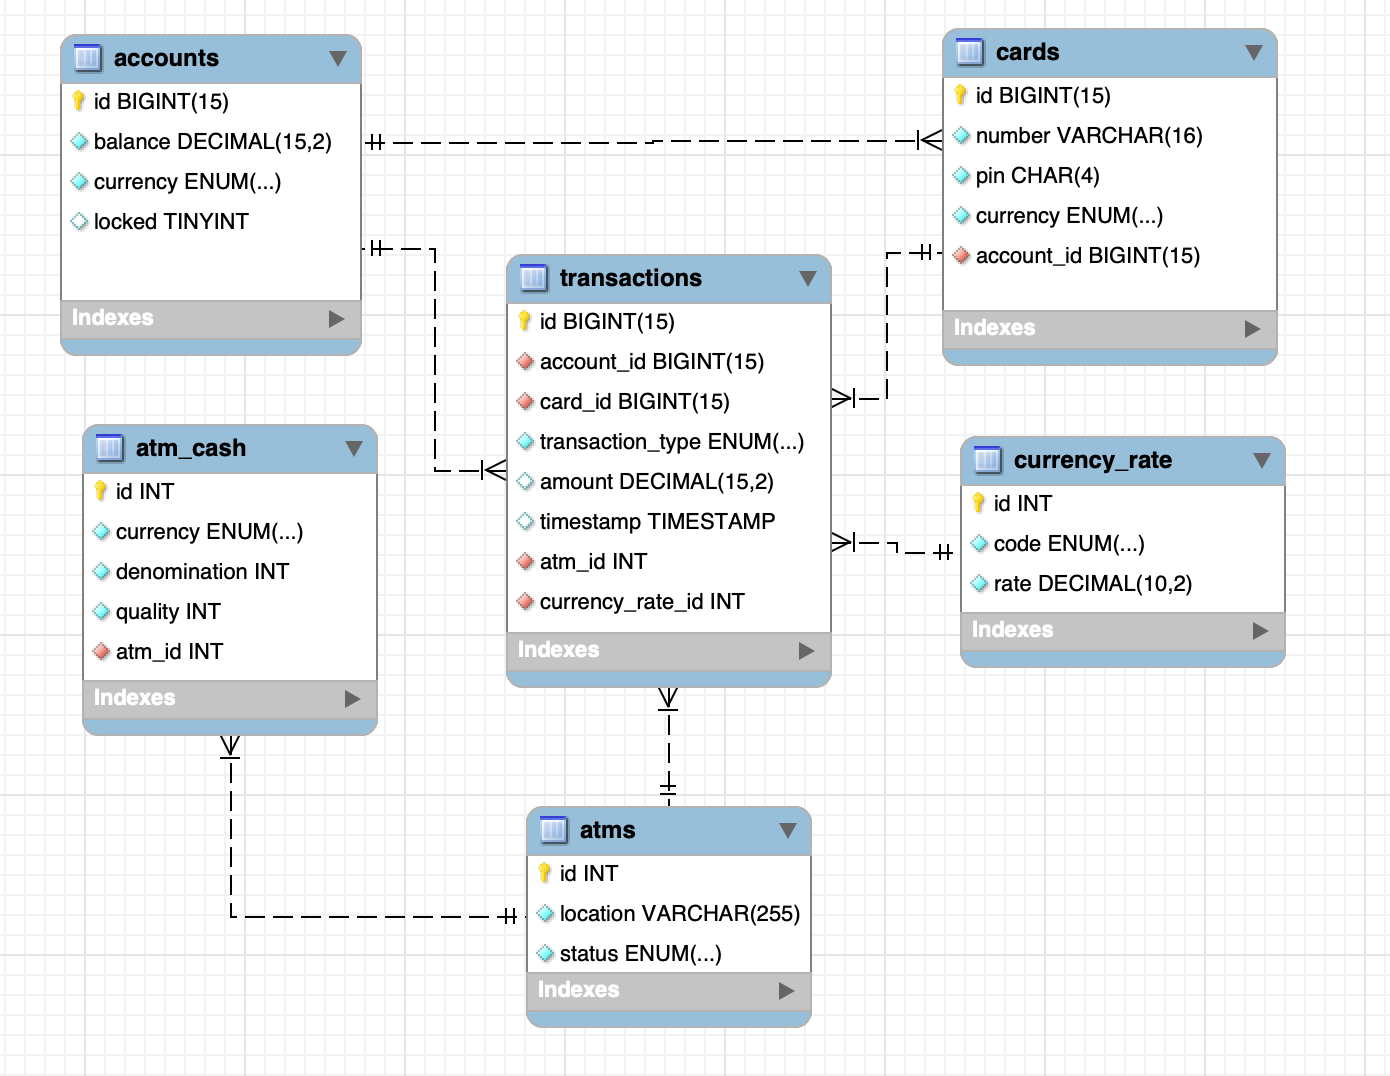 accounts
id BIGINT(15)
balance DECIMAL(15,2)
currency ENUM(...)
locked TINYINT
Indexes
cards
id BIGINT(15)
number VARCHAR(16)
pin CHAR(4)
currency ENUM(...)
account_id BIGINT(15)
Indexes
transactions
id BIGINT(15)
account_id BIGINT(15)
card_id BIGINT(15)
transaction_type ENUM(...)
amount DECIMAL(15,2)
timestamp TIMESTAMP
atm_id INT
currency_rate_id INT
Indexes
atm_cash
id INT
currency ENUM(...)
denomination INT
quality INT
atm_id INT
Indexes
currency_rate
id INT
code ENUM(...)
rate DECIMAL(10,2)
Indexes
atms
id INT
location VARCHAR(255)
status ENUM(...)
Indexes